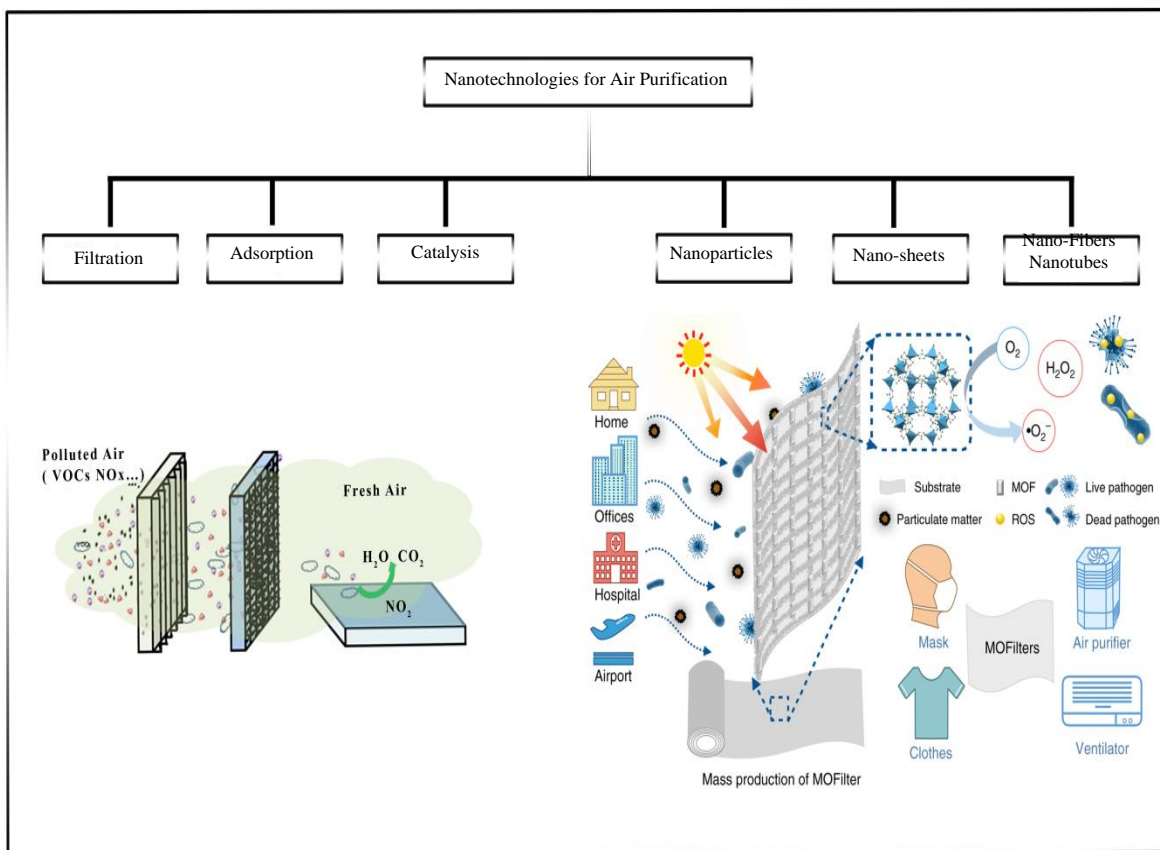 Nanotechnologies for Air Purification
Filtration
Adsorption
Catalysis
Nanoparticles
Nano-sheets
Nano-Fibers
Nanotubes
Polluted Air
( VOCs NOx...)
Fresh Air
H₂O CO₂
NO₂
Home
Offices
Hospital
Airport
O₂
H₂O₂
•O₂⁻
Substrate
MOF
Live pathogen
Particulate matter
ROS
Dead pathogen
Mask
MOFilters
Air purifier
Clothes
Ventilator
Mass production of MOFilter